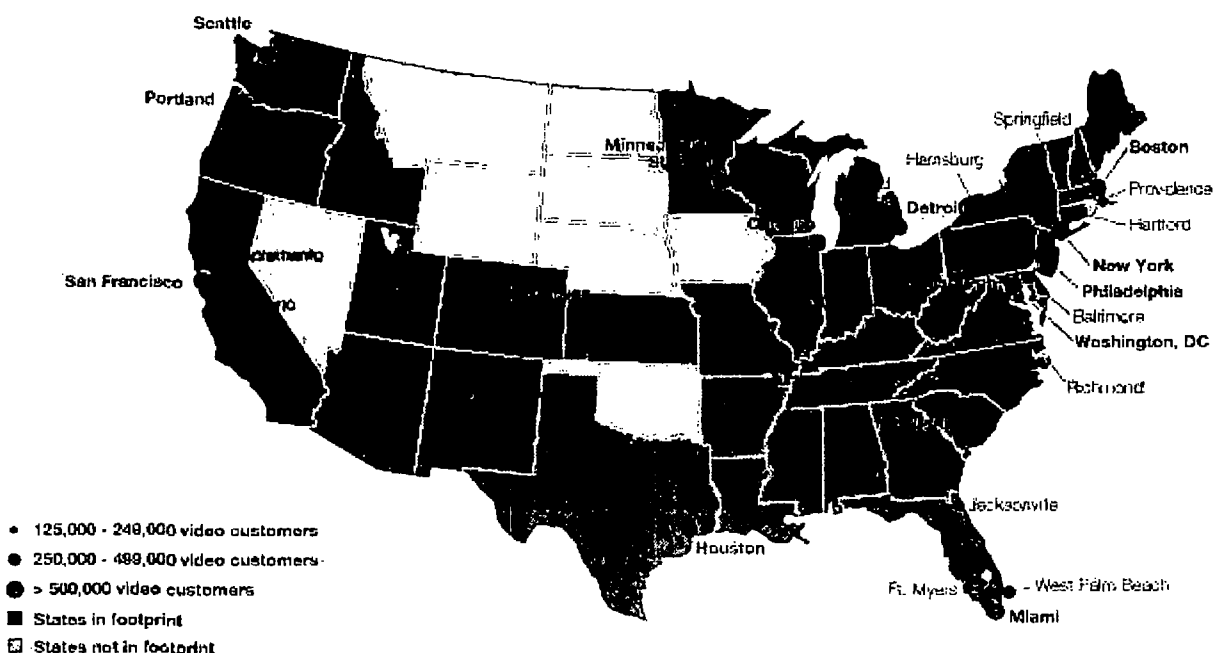 Seattle
Portland
Springfield
Boston
Harrisburg
Providence
Detroit
Hartford
San Francisco
New York
Philadelphia
Baltimore
Washington, DC
Richmond
Jacksonville
Houston
Ft. Myers
West Palm Beach
Miami
125,000 - 249,000 video customers
250,000 - 499,000 video customers
> 500,000 video customers
States in footprint
States not in footprint